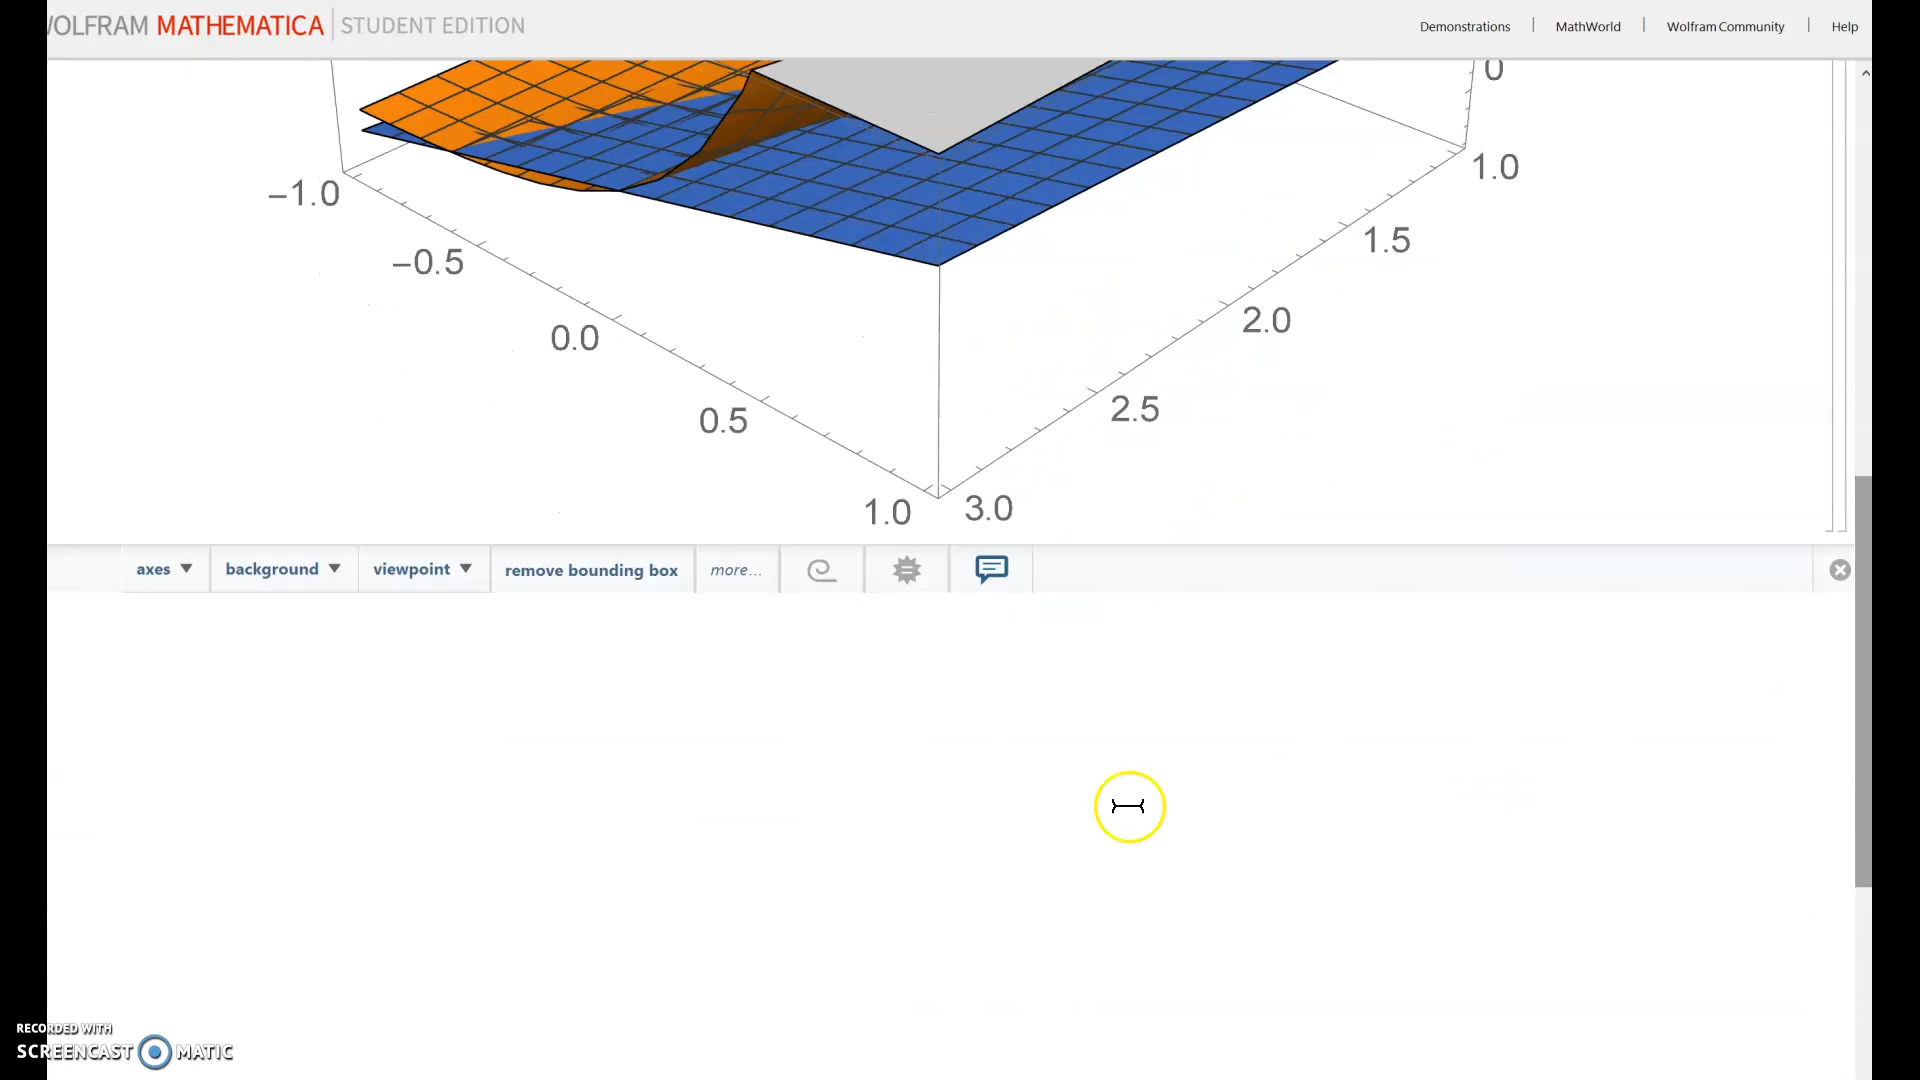 WOLFRAM MATHEMATICA STUDENT EDITION
Demonstrations MathWorld Wolfram Community Help
0
1.0
−1.0
1.5
−0.5
2.0
0.0
2.5
0.5
1.0 3.0
axes background viewpoint remove bounding box more...
RECORDED WITH
SCREENCAST MATIC